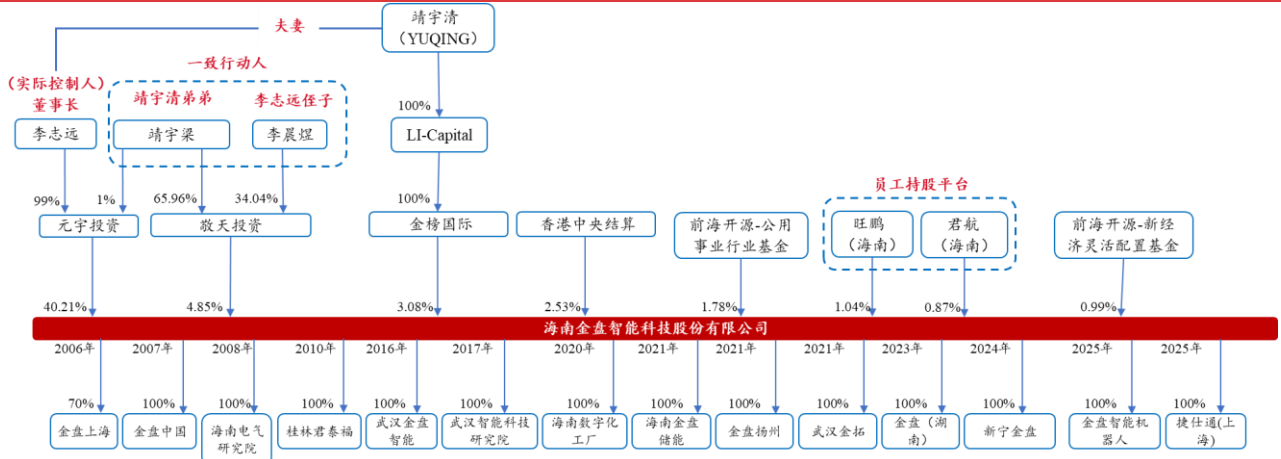 夫妻
靖宇清
（YUQING）
一致行动人
（实际控制人）
董事长
靖宇清弟弟
李志远侄子
100%
李志远
靖宇梁
李晨煜
LI-Capital
99%
1%
65.96%
34.04%
100%
员工持股平台
元宇投资
敬天投资
金榜国际
香港中央结算
前海开源-公用
事业行业基金
旺鹏
（海南）
君航
（海南）
前海开源-新经
济灵活配置基金
40.21%
4.85%
3.08%
2.53%
1.78%
1.04%
0.87%
0.99%
海南金盘智能科技股份有限公司
2006年
2007年
2008年
2010年
2016年
2017年
2020年
2021年
2021年
2021年
2023年
2024年
2025年
2025年
70%
100%
100%
100%
100%
100%
100%
100%
100%
100%
100%
100%
100%
100%
金盘上海
金盘中国
海南电气
研究院
桂林君泰福
武汉金盘
智能
武汉智能科技
研究院
海南数字化
工厂
海南金盘
储能
金盘扬州
武汉金拓
金盘（湖
南）
新宁金盘
金盘智能机
器人
捷仕通(上
海)